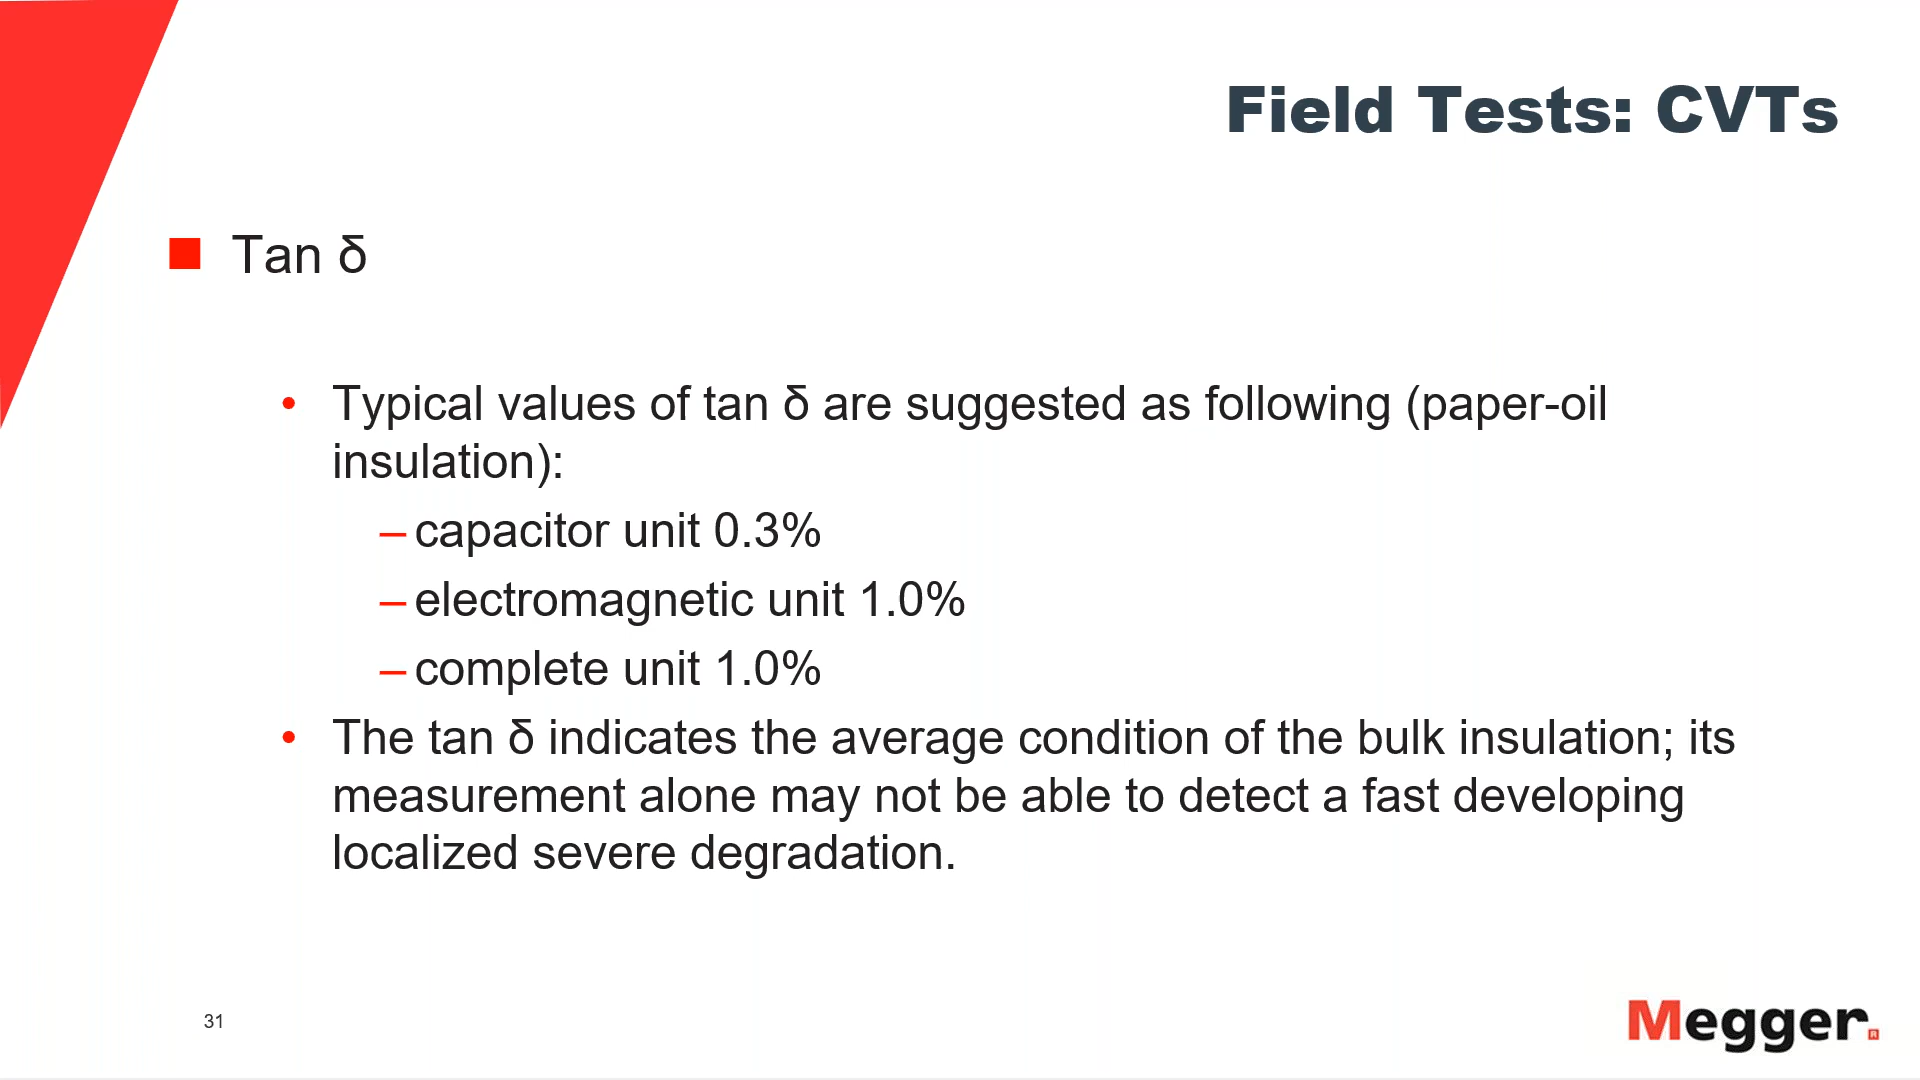 Field Tests: CVTs
■ Tan δ
• Typical values of tan δ are suggested as following (paper-oil
insulation):
– capacitor unit 0.3%
– electromagnetic unit 1.0%
– complete unit 1.0%
• The tan δ indicates the average condition of the bulk insulation; its
measurement alone may not be able to detect a fast developing
localized severe degradation.
31
Megger.®